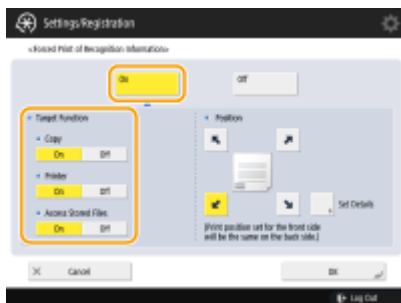 Settings/Registration
<Forced Print of Recognition Information>
On
Off
Target Function
Position
Copy
On
Off
Printer
On
Off
Access Stored Files
On
Off
Set Details
(Print position set for the front side
will be the same on the back side.)
Cancel
OK
Log Out